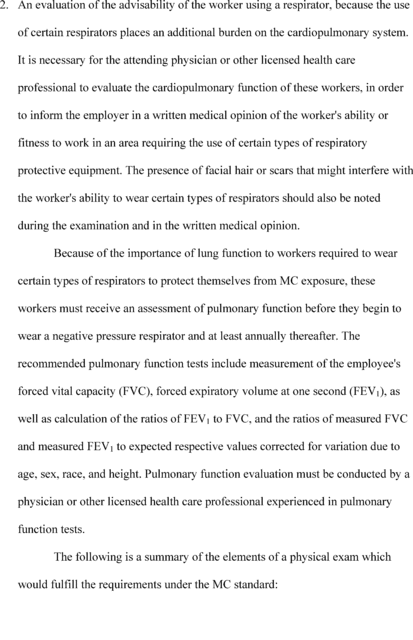 2. An evaluation of the advisability of the worker using a respirator, because the use
of certain respirators places an additional burden on the cardiopulmonary system.
It is necessary for the attending physician or other licensed health care
professional to evaluate the cardiopulmonary function of these workers, in order
to inform the employer in a written medical opinion of the worker's ability or
fitness to work in an area requiring the use of certain types of respiratory
protective equipment. The presence of facial hair or scars that might interfere with
the worker's ability to wear certain types of respirators should also be noted
during the examination and in the written medical opinion.
Because of the importance of lung function to workers required to wear
certain types of respirators to protect themselves from MC exposure, these
workers must receive an assessment of pulmonary function before they begin to
wear a negative pressure respirator and at least annually thereafter. The
recommended pulmonary function tests include measurement of the employee's
forced vital capacity (FVC), forced expiratory volume at one second (FEV₁), as
well as calculation of the ratios of FEV₁ to FVC, and the ratios of measured FVC
and measured FEV₁ to expected respective values corrected for variation due to
age, sex, race, and height. Pulmonary function evaluation must be conducted by a
physician or other licensed health care professional experienced in pulmonary
function tests.
The following is a summary of the elements of a physical exam which
would fulfill the requirements under the MC standard: